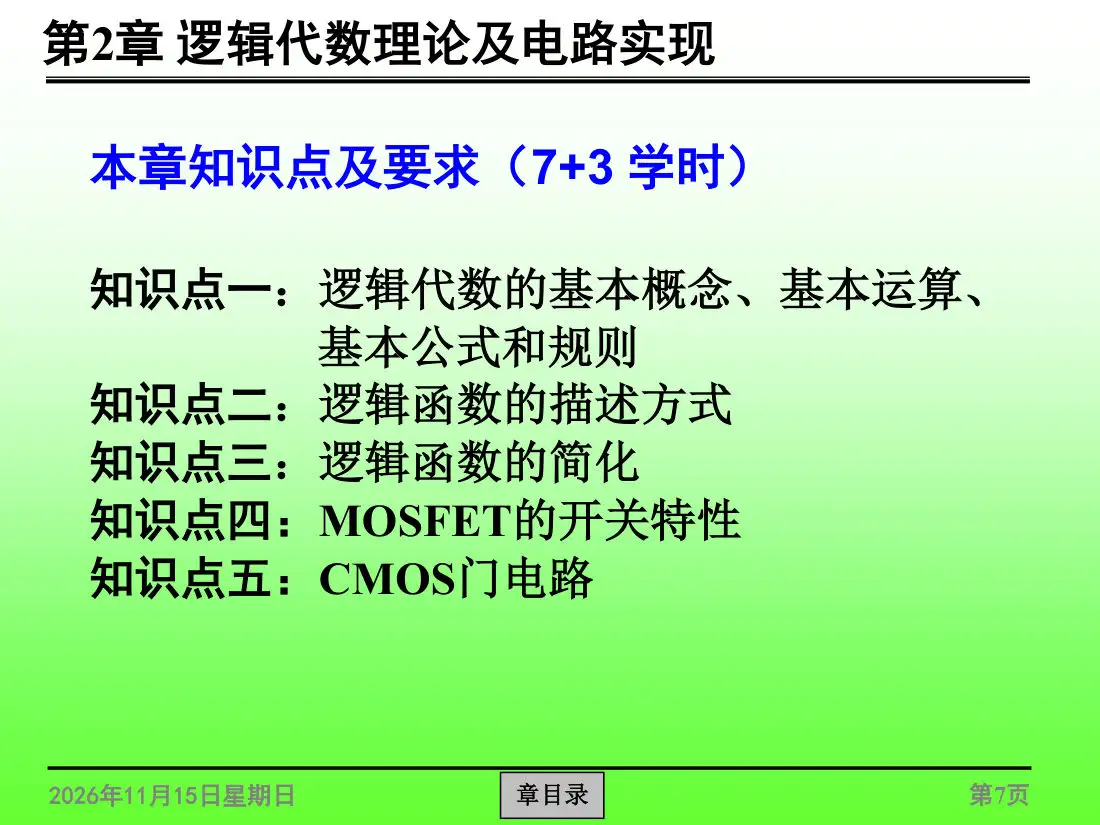 第2章 逻辑代数理论及电路实现
本章知识点及要求（7+3 学时）
知识点一：逻辑代数的基本概念、基本运算、
基本公式和规则
知识点二：逻辑函数的描述方式
知识点三：逻辑函数的简化
知识点四：MOSFET的开关特性
知识点五：CMOS门电路
2026年11月15日星期日
章目录
第7页